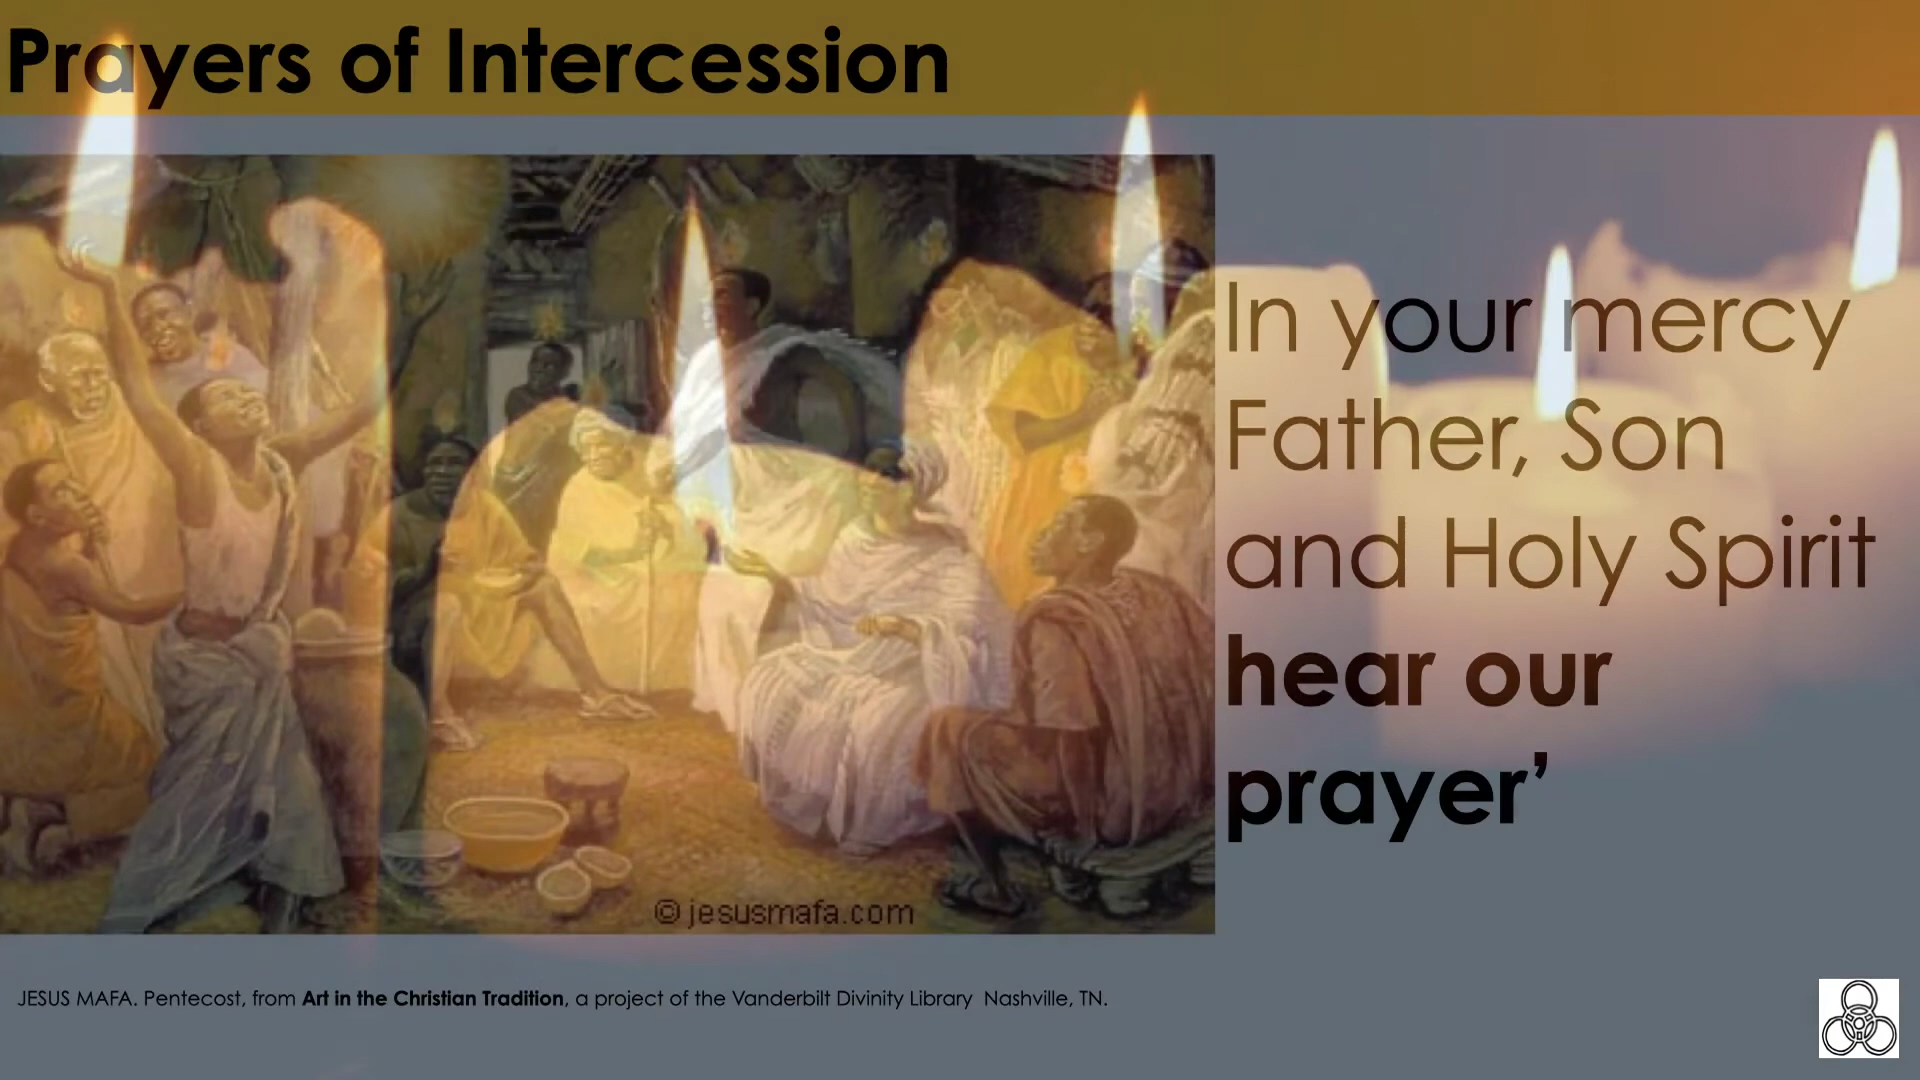 Prayers of Intercession
In your mercy
Father, Son
and Holy Spirit
hear our
prayer’
© jesusmafa.com
JESUS MAFA. Pentecost, from Art in the Christian Tradition, a project of the Vanderbilt Divinity Library  Nashville, TN.